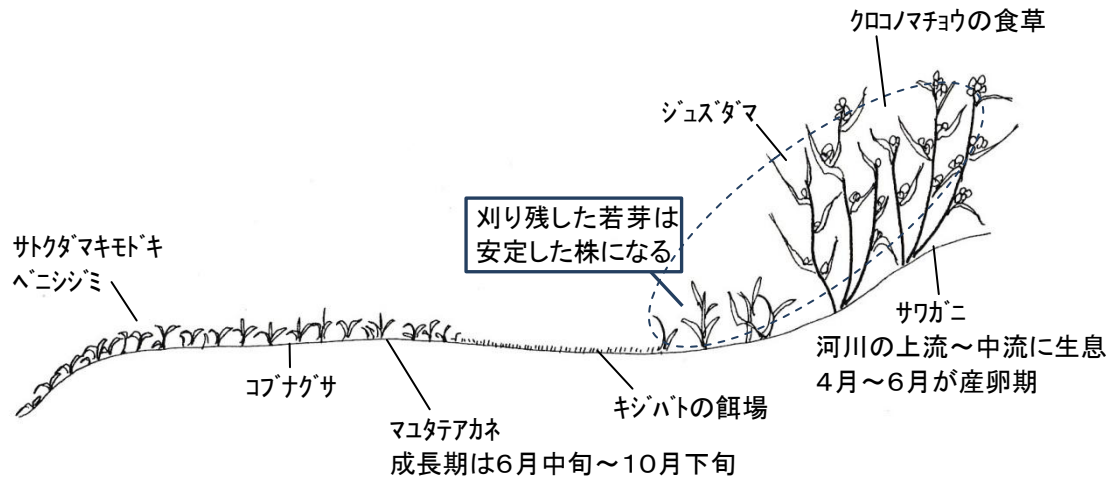 クロコノマチョウの食草
ジュズダマ
刈り残した若芽は
安定した株になる
サトクダマキモドキ
ベニシジミ
サワガニ
河川の上流～中流に生息
４月～６月が産卵期
コブナグサ
キジバトの餌場
マユタテアカネ
成長期は６月中旬～１０月下旬